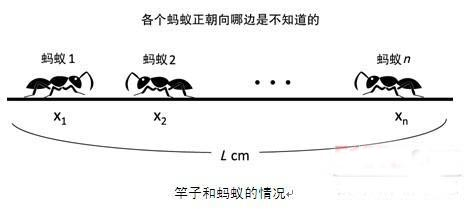 各个蚂蚁正朝向哪边是不知道的
蚂蚁 1
蚂蚁 2
蚂蚁 n
x1
x2
xn
L cm
竿子和蚂蚁的情况